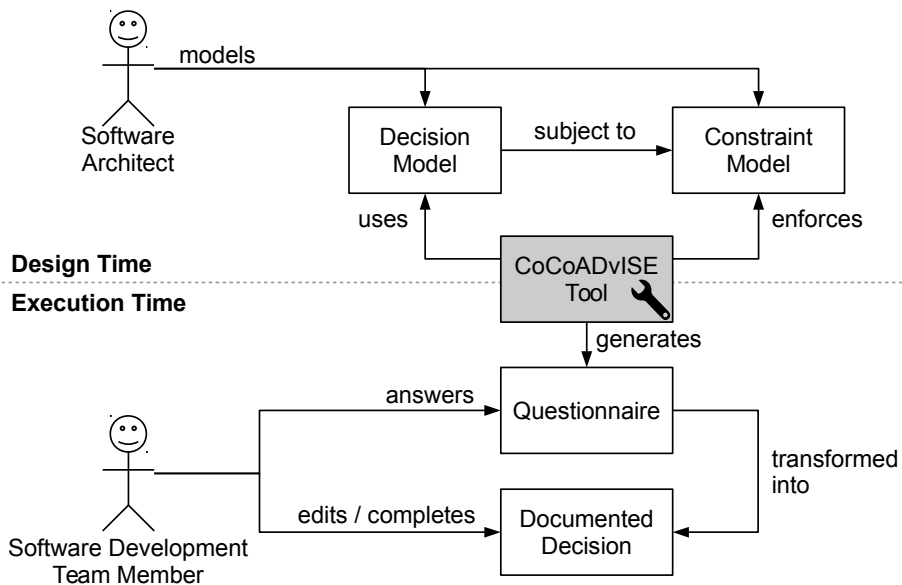 models
Software
Architect
Decision
Model
subject to
Constraint
Model
uses
enforces
Design Time
CoCoADvISE
Tool
Execution Time
generates
answers
Questionnaire
transformed
into
edits / completes
Documented
Decision
Software Development
Team Member